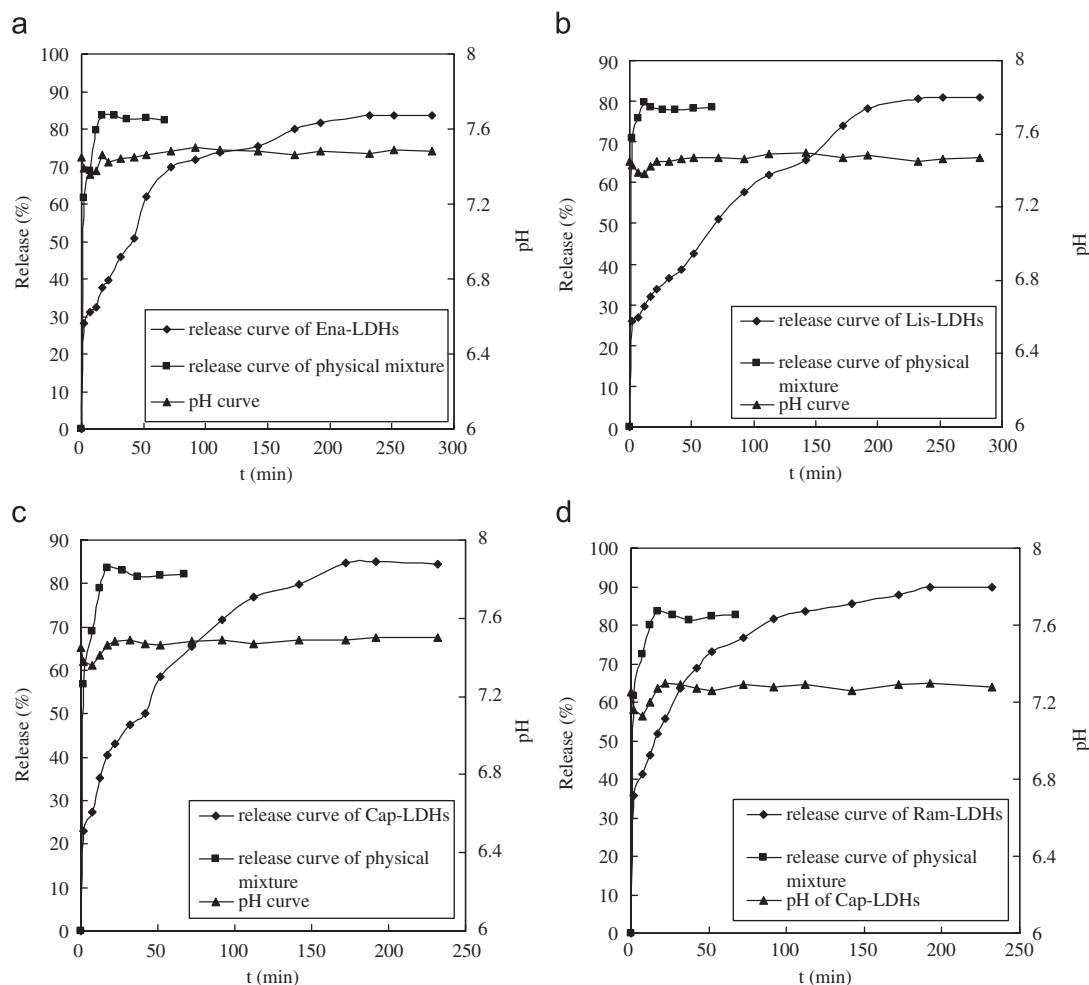 a
100
90
80
70
60
50
40
30
20
10
0
Release (%)
8
7.6
7.2
6.8
6.4
6
pH
release curve of Ena-LDHs
release curve of physical mixture
pH curve
0 50 100 150 200 250 300
t (min)
b
90
80
70
60
50
40
30
20
10
0
Release (%)
8
7.6
7.2
6.8
6.4
6
pH
release curve of Lis-LDHs
release curve of physical
mixture
pH curve
0 50 100 150 200 250 300
t (min)
c
90
80
70
60
50
40
30
20
10
0
Release (%)
8
7.6
7.2
6.8
6.4
6
pH
release curve of Cap-LDHs
release curve of physical
mixture
pH curve
0 50 100 150 200 250
t (min)
d
100
90
80
70
60
50
40
30
20
10
0
Release (%)
8
7.6
7.2
6.8
6.4
6
pH
release curve of Ram-LDHs
release curve of physical
mixture
pH of Cap-LDHs
0 50 100 150 200 250
t (min)